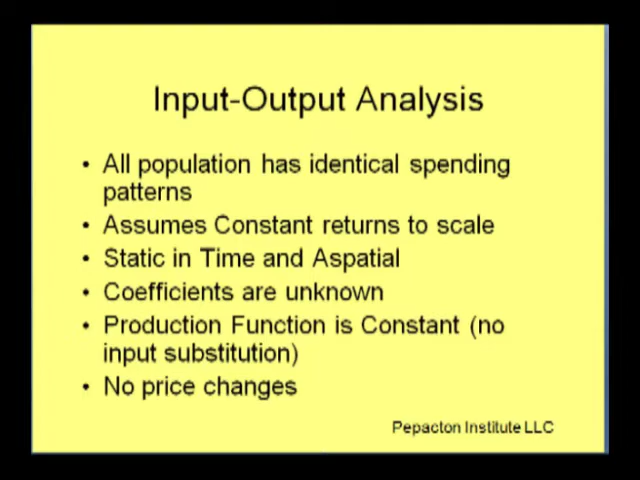 Input-Output Analysis
• All population has identical spending
patterns
• Assumes Constant returns to scale
• Static in Time and Aspatial
• Coefficients are unknown
• Production Function is Constant (no
input substitution)
• No price changes
Pepacton Institute LLC